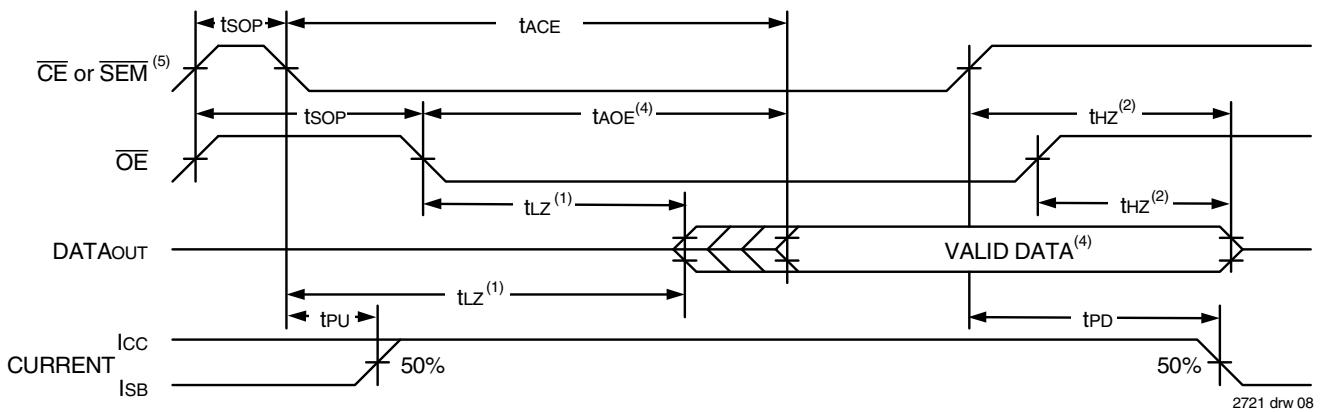 tSOP
tACE
CE or SEM (5)
tSOP
tAOE(4)
tHZ(2)
OE
tLZ(1)
tHZ(2)
DATAOUT
VALID DATA(4)
tLZ(1)
tPU
tPD
ICC
CURRENT
50%
50%
ISB
2721 drw 08